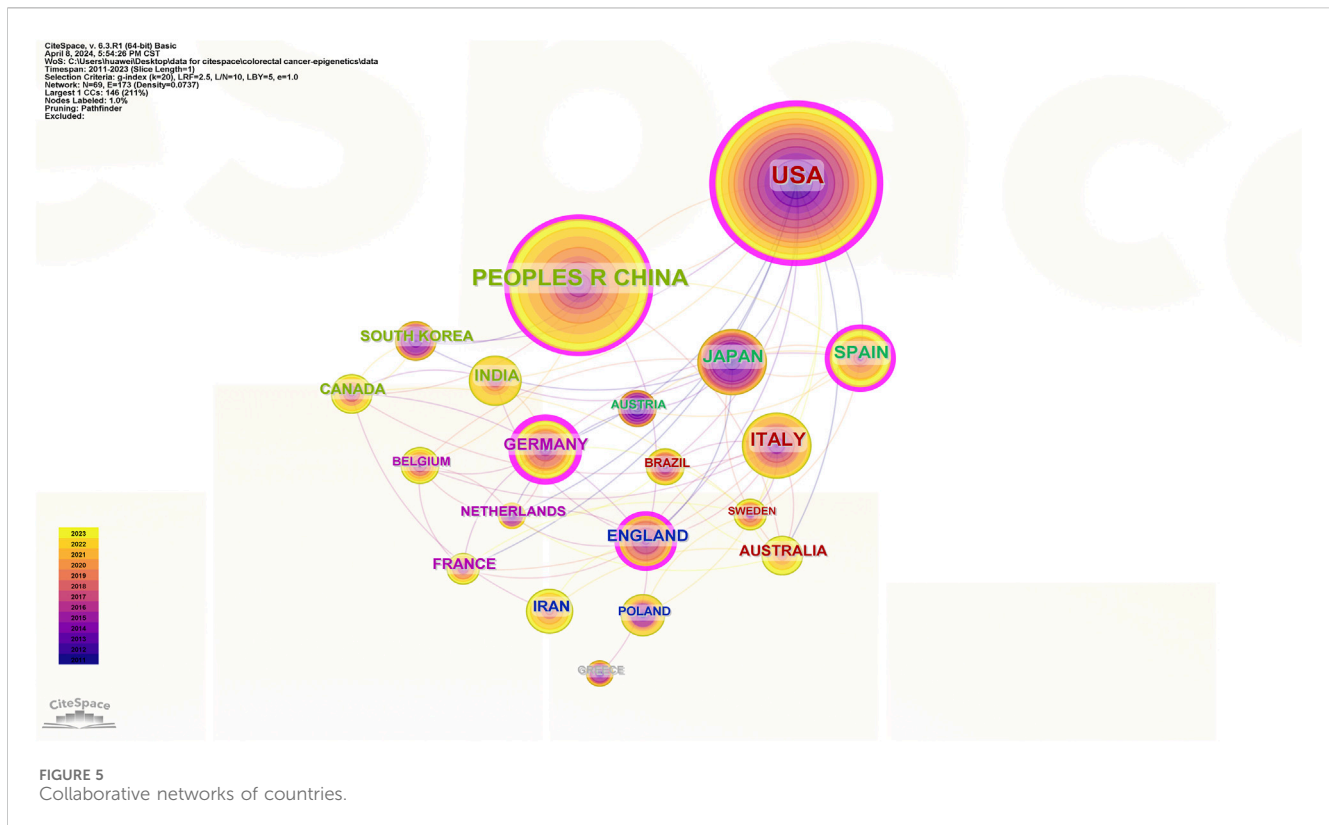 CiteSpace, v. 6.3.R1 (64-bit) Basic
April 8, 2024, 5:54:26 PM CST
WoS: C:\Users\huawei\Desktop\data for citespace\colorectal cancer-epigenetics\data
Timespan: 2011-2023 (Slice Length=1)
Selection Criteria: g-index (k=20), LRF=2.5, L/N=10, LBY=5, e=1.0
Network: N=69, E=173 (Density=0.0737)
Largest 1 CCs: 146 (211%)
Nodes Labeled: 1.0%
Pruning: Pathfinder
Excluded:
USA
PEOPLES R CHINA
SOUTH KOREA
JAPAN
SPAIN
INDIA
CANADA
AUSTRIA
GERMANY
ITALY
BELGIUM
BRAZIL
NETHERLANDS
SWEDEN
ENGLAND
AUSTRALIA
FRANCE
IRAN
POLAND
GREECE
2023
2022
2021
2020
2019
2018
2017
2016
2015
2014
2013
2012
2011
CiteSpace
FIGURE 5
Collaborative networks of countries.